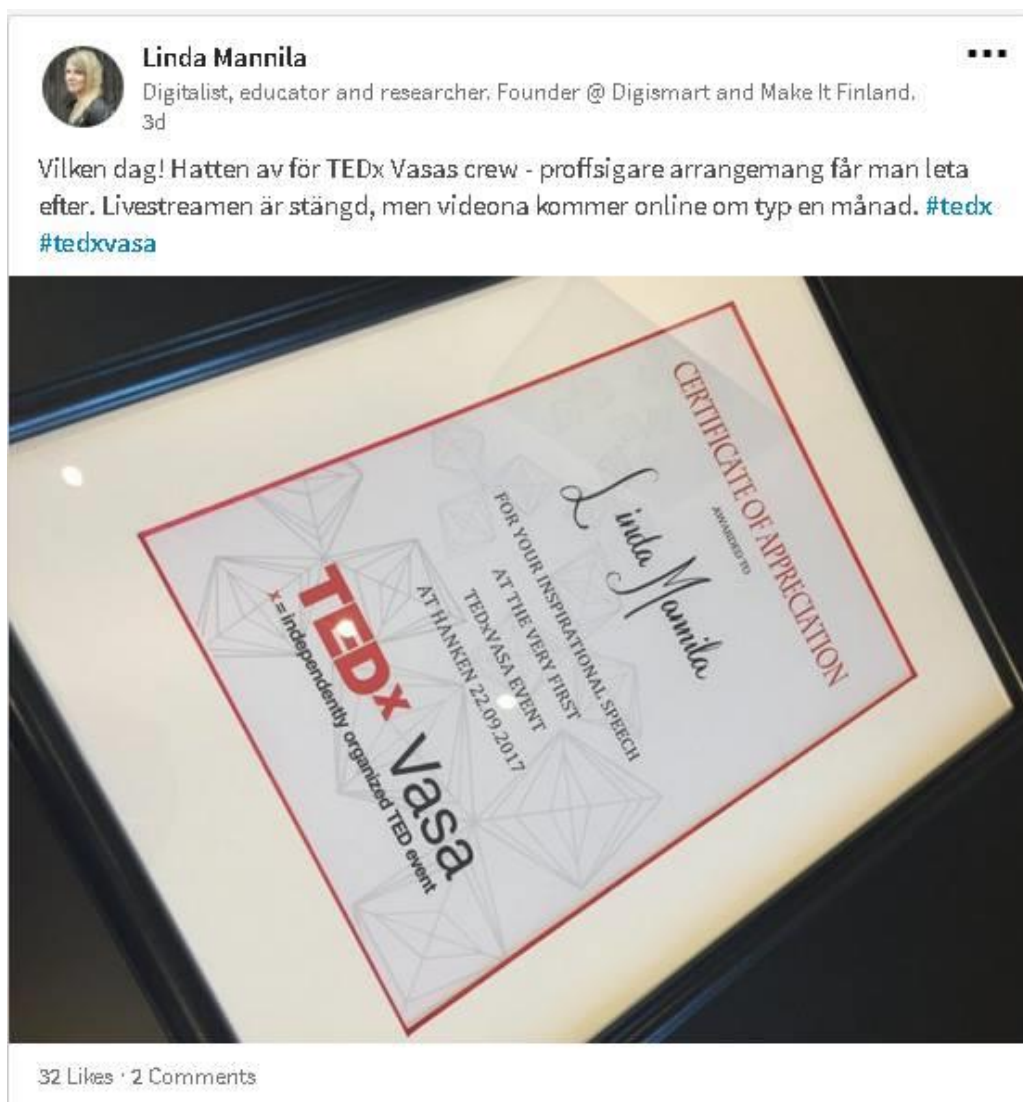 Linda Mannila
Digitalist, educator and researcher. Founder @ Digismart and Make It Finland.
3d
Vilken dag! Hatten av för TEDx Vasas crew - proffsigare arrangemang får man leta
efter. Livestreamen är stängd, men videona kommer online om typ en månad. #tedx
#tedxvasa
CERTIFICATE OF APPRECIATION
AWARDED TO
Linda Mannila
FOR YOUR INSPIRATIONAL SPEECH
AT THE VERY FIRST
TEDxVASA EVENT
AT HANKEN 22.09.2017
TEDx Vasa
x = independently organized TED event
32 Likes · 2 Comments